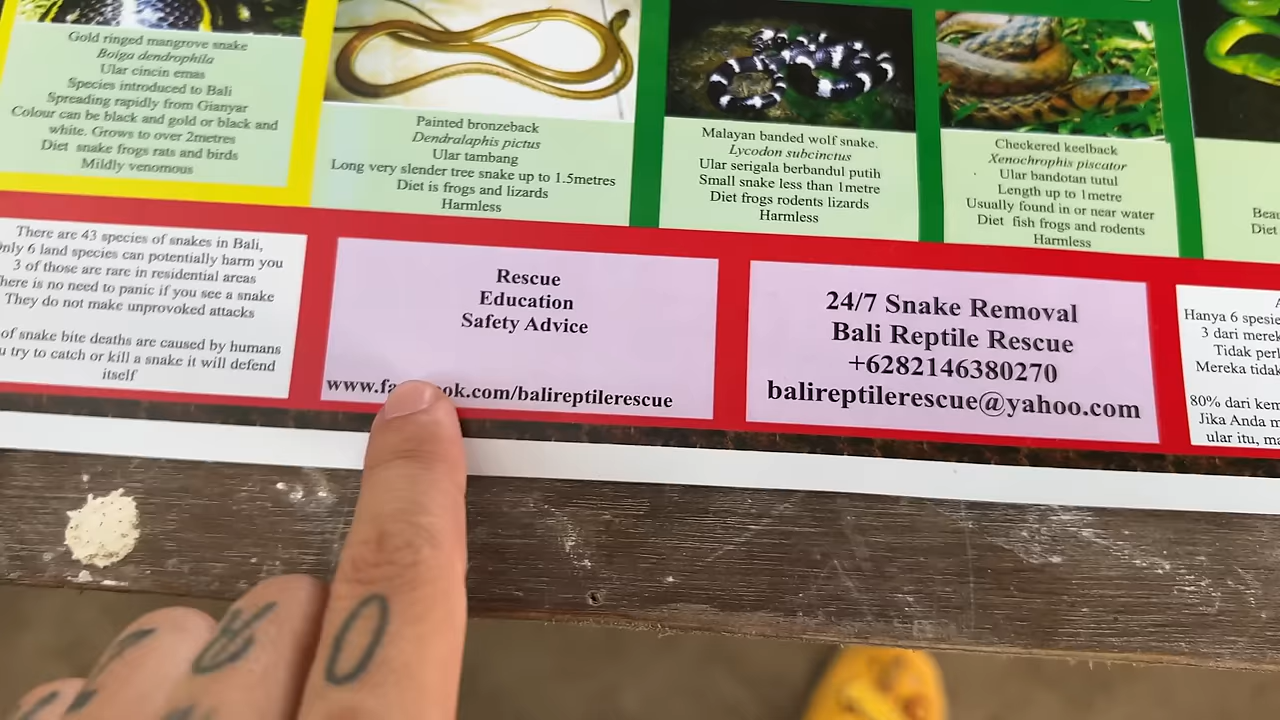 Gold ringed mangrove snake
Boiga dendrophila
Ular cincin emas
Species introduced to Bali
Spreading rapidly from Gianyar
Colour can be black and gold or black and
white. Grows to over 2metres
Diet snake frogs rats and birds
Mildly venomous
Painted bronzeback
Dendralaphis pictus
Ular tambang
Long very slender tree snake up to 1.5metres
Diet is frogs and lizards
Harmless
Malayan banded wolf snake.
Lycodon subcinctus
Ular serigala berbandul putih
Small snake less than 1metre
Diet frogs rodents lizards
Harmless
Checkered keelback
Xenochrophis piscator
Ular bandotan tutul
Length up to 1metre
Usually found in or near water
Diet fish frogs and rodents
Harmless
Diet
There are 43 species of snakes in Bali,
6 land species can potentially harm you
3 of those are rare in residential areas
is no need to panic if you see a snake
They do not make unprovoked attacks
of snake bite deaths are caused by humans
try to catch or kill a snake it will defend
itself
Rescue
Education
Safety Advice
www.fa ok.com/balireptilerescue
24/7 Snake Removal
Bali Reptile Rescue
+6282146380270
balireptilerescue@yahoo.com
Hanya 6 spesie
3 dari merek
Tidak perl
Mereka tidak
80% dari kem
Jika Anda m
ular itu, ma
0